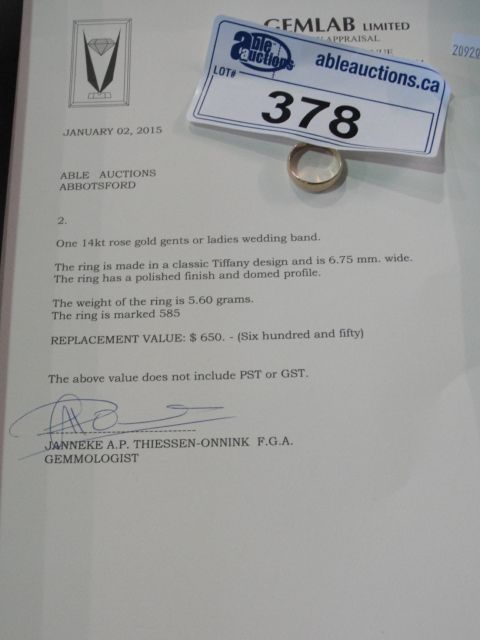 GEMLAB LIMITED
APPRAISAL
able auctions
ableauctions.ca
LOT#
378
JANUARY 02, 2015
ABLE AUCTIONS
ABBOTSFORD
2.
One 14kt rose gold gents or ladies wedding band.
The ring is made in a classic Tiffany design and is 6.75 mm. wide.
The ring has a polished finish and domed profile.
The weight of the ring is 5.60 grams.
The ring is marked 585
REPLACEMENT VALUE: $ 650. - (Six hundred and fifty)
The above value does not include PST or GST.
JANNEKE A.P. THIESSEN-ONNINK F.G.A.
GEMMOLOGIST